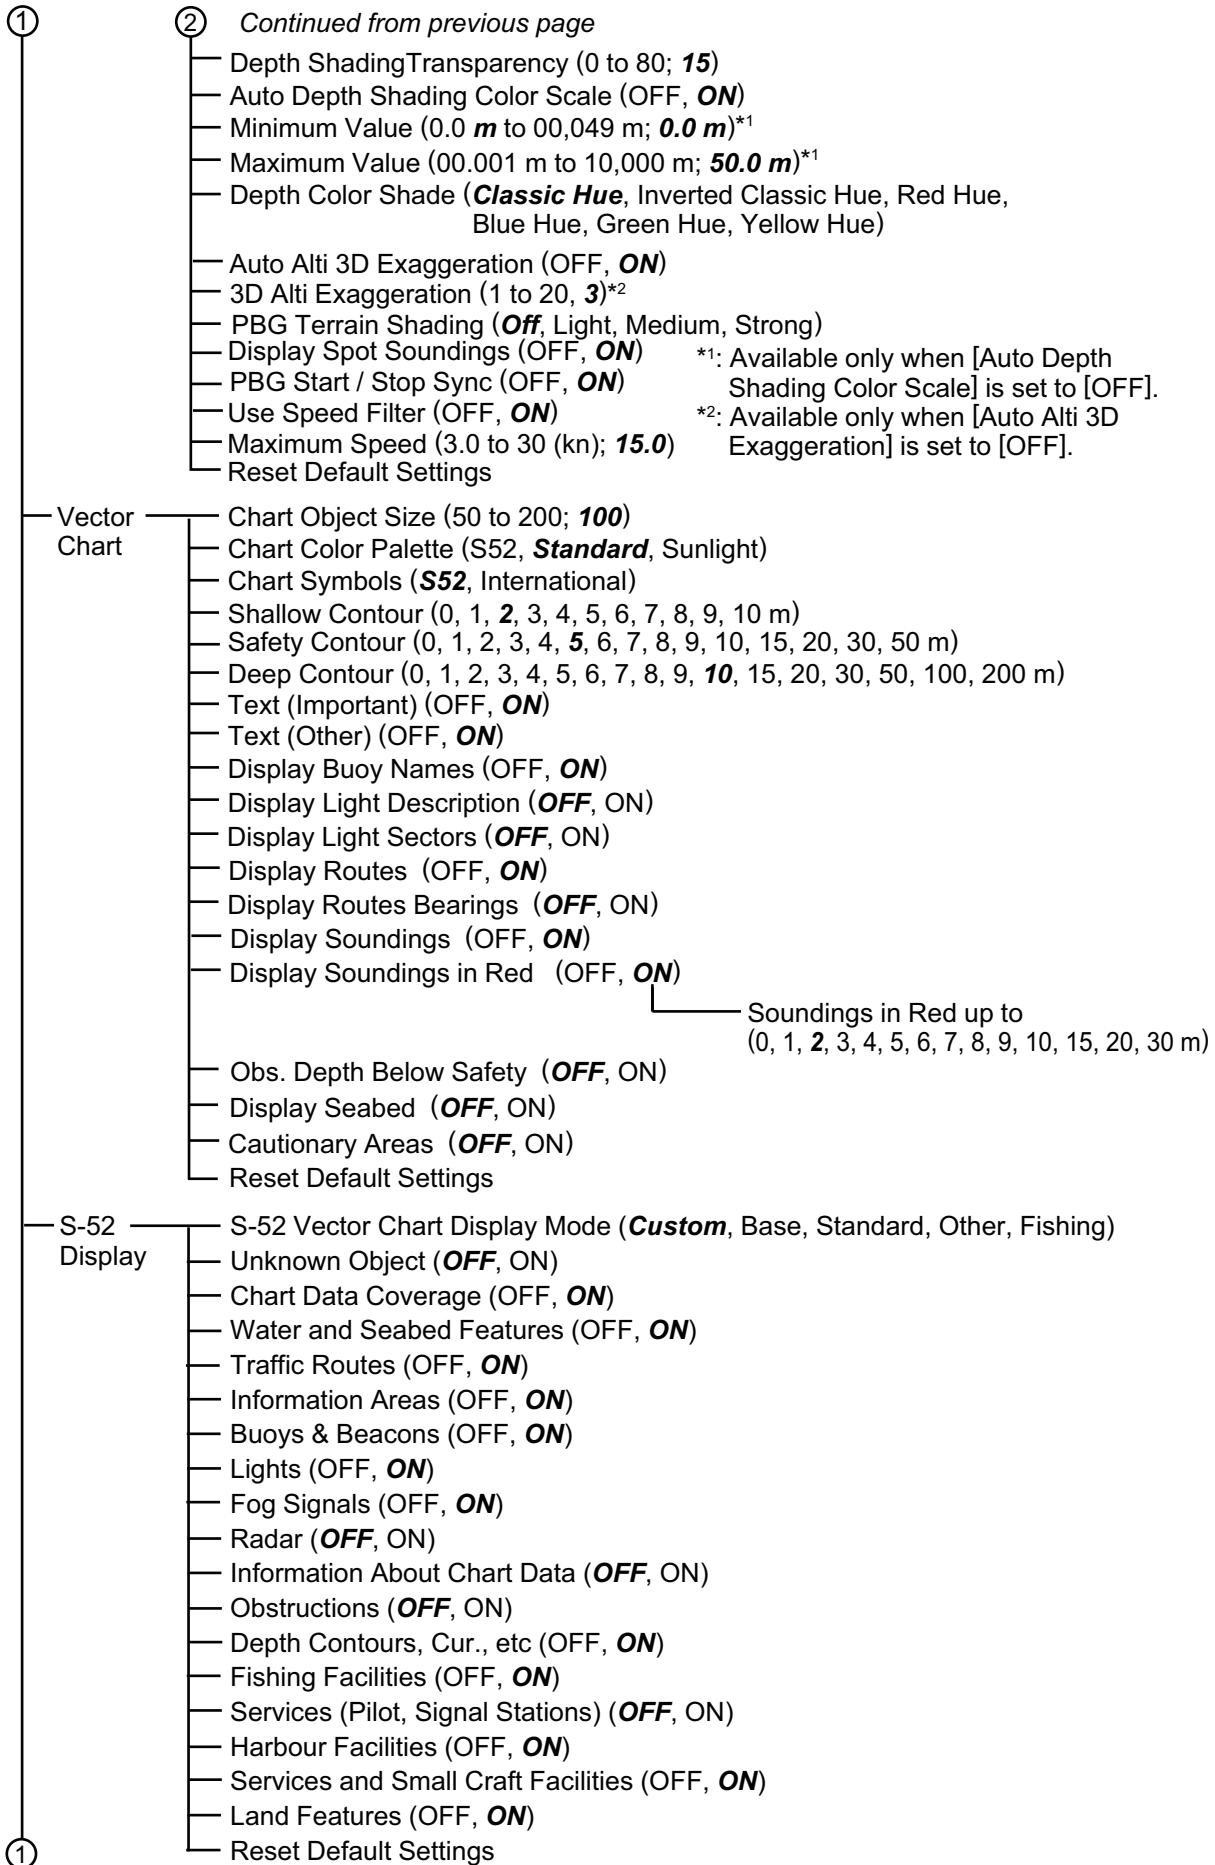 ① ② Continued from previous page
Depth ShadingTransparency (0 to 80; 15)
Auto Depth Shading Color Scale (OFF, ON)
Minimum Value (0.0 m to 00,049 m; 0.0 m)*1
Maximum Value (00.001 m to 10,000 m; 50.0 m)*1
Depth Color Shade (Classic Hue, Inverted Classic Hue, Red Hue,
Blue Hue, Green Hue, Yellow Hue)
Auto Alti 3D Exaggeration (OFF, ON)
3D Alti Exaggeration (1 to 20, 3)*2
PBG Terrain Shading (Off, Light, Medium, Strong)
Display Spot Soundings (OFF, ON)
PBG Start / Stop Sync (OFF, ON)
Use Speed Filter (OFF, ON)
Maximum Speed (3.0 to 30 (kn); 15.0)
Reset Default Settings
*1: Available only when [Auto Depth
Shading Color Scale] is set to [OFF].
*2: Available only when [Auto Alti 3D
Exaggeration] is set to [OFF].
Vector
Chart
Chart Object Size (50 to 200; 100)
Chart Color Palette (S52, Standard, Sunlight)
Chart Symbols (S52, International)
Shallow Contour (0, 1, 2, 3, 4, 5, 6, 7, 8, 9, 10 m)
Safety Contour (0, 1, 2, 3, 4, 5, 6, 7, 8, 9, 10, 15, 20, 30, 50 m)
Deep Contour (0, 1, 2, 3, 4, 5, 6, 7, 8, 9, 10, 15, 20, 30, 50, 100, 200 m)
Text (Important) (OFF, ON)
Text (Other) (OFF, ON)
Display Buoy Names (OFF, ON)
Display Light Description (OFF, ON)
Display Light Sectors (OFF, ON)
Display Routes (OFF, ON)
Display Routes Bearings (OFF, ON)
Display Soundings (OFF, ON)
Display Soundings in Red (OFF, ON)
Soundings in Red up to
(0, 1, 2, 3, 4, 5, 6, 7, 8, 9, 10, 15, 20, 30 m)
Obs. Depth Below Safety (OFF, ON)
Display Seabed (OFF, ON)
Cautionary Areas (OFF, ON)
Reset Default Settings
S-52
Display
S-52 Vector Chart Display Mode (Custom, Base, Standard, Other, Fishing)
Unknown Object (OFF, ON)
Chart Data Coverage (OFF, ON)
Water and Seabed Features (OFF, ON)
Traffic Routes (OFF, ON)
Information Areas (OFF, ON)
Buoys & Beacons (OFF, ON)
Lights (OFF, ON)
Fog Signals (OFF, ON)
Radar (OFF, ON)
Information About Chart Data (OFF, ON)
Obstructions (OFF, ON)
Depth Contours, Cur., etc (OFF, ON)
Fishing Facilities (OFF, ON)
Services (Pilot, Signal Stations) (OFF, ON)
Harbour Facilities (OFF, ON)
Services and Small Craft Facilities (OFF, ON)
Land Features (OFF, ON)
Reset Default Settings
①